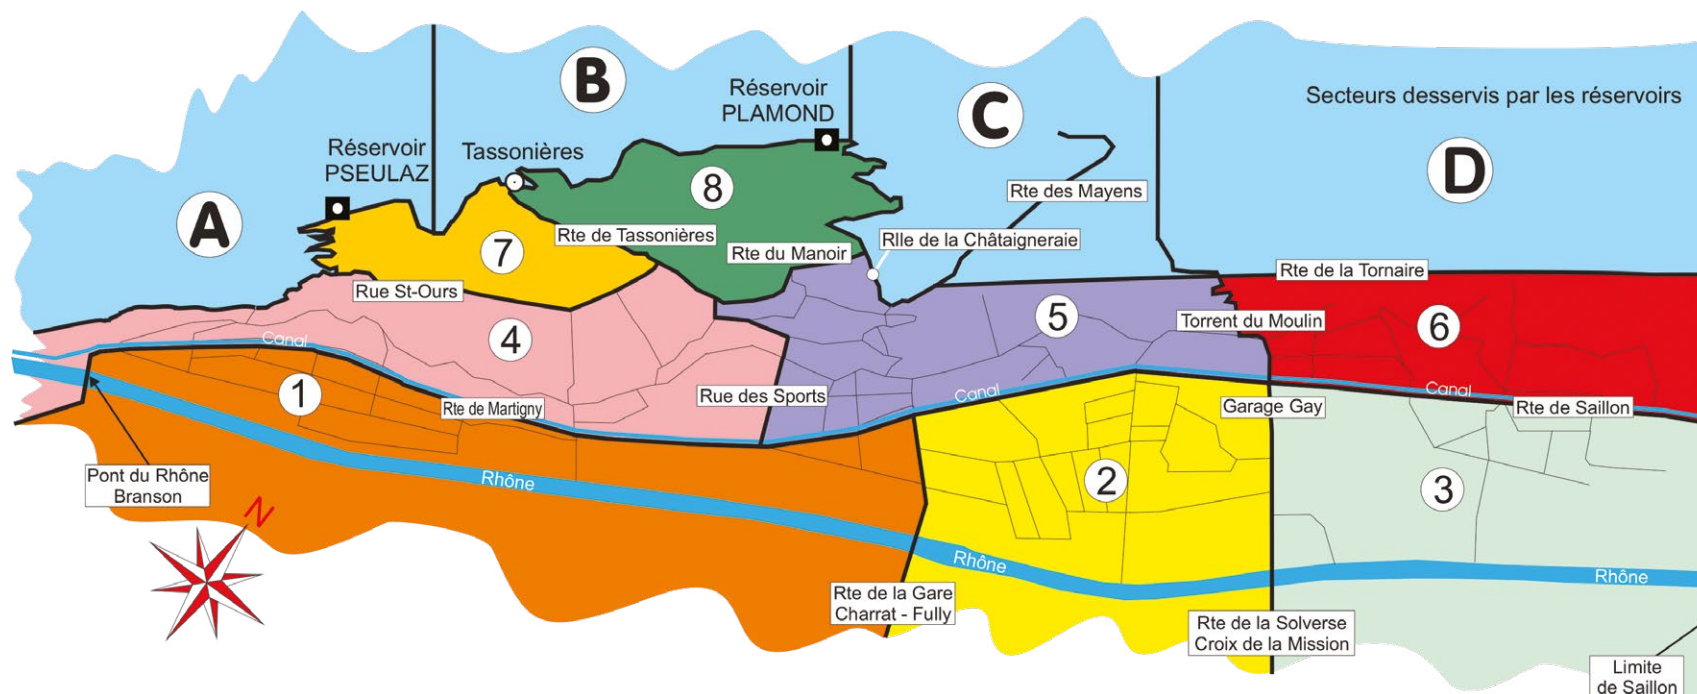 B
Réservoir
PLAMOND
C
Secteurs desservis par les réservoirs
Réservoir
PSEULAZ
Tassonières
D
8
Rte des Mayens
A
7
Rte de Tassonières
Rte du Manoir
Rlle de la Châtaigneraie
Rte de la Tornaire
Rue St-Ours
4
5
Torrent du Moulin
6
Canal
1
Rte de Martigny
Rue des Sports
Canal
Garage Gay
Canal
Rte de Saillon
Pont du Rhône
Branson
Rhône
2
3
N
Rhône
Rhône
Rte de la Gare
Charrat - Fully
Rte de la Solverse
Croix de la Mission
Limite
de Saillon